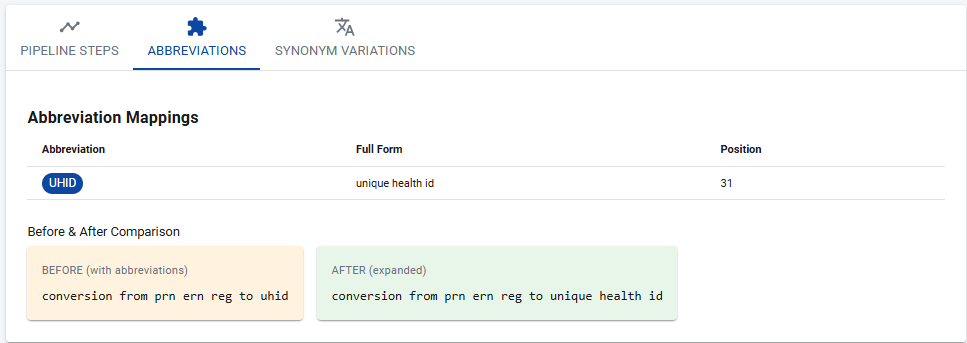 PIPELINE STEPS ABBREVIATIONS SYNONYM VARIATIONS
Abbreviation Mappings
Abbreviation Full Form Position
UHID unique health id 31
Before & After Comparison
BEFORE (with abbreviations)
conversion from prn ern reg to uhid
AFTER (expanded)
conversion from prn ern reg to unique health id